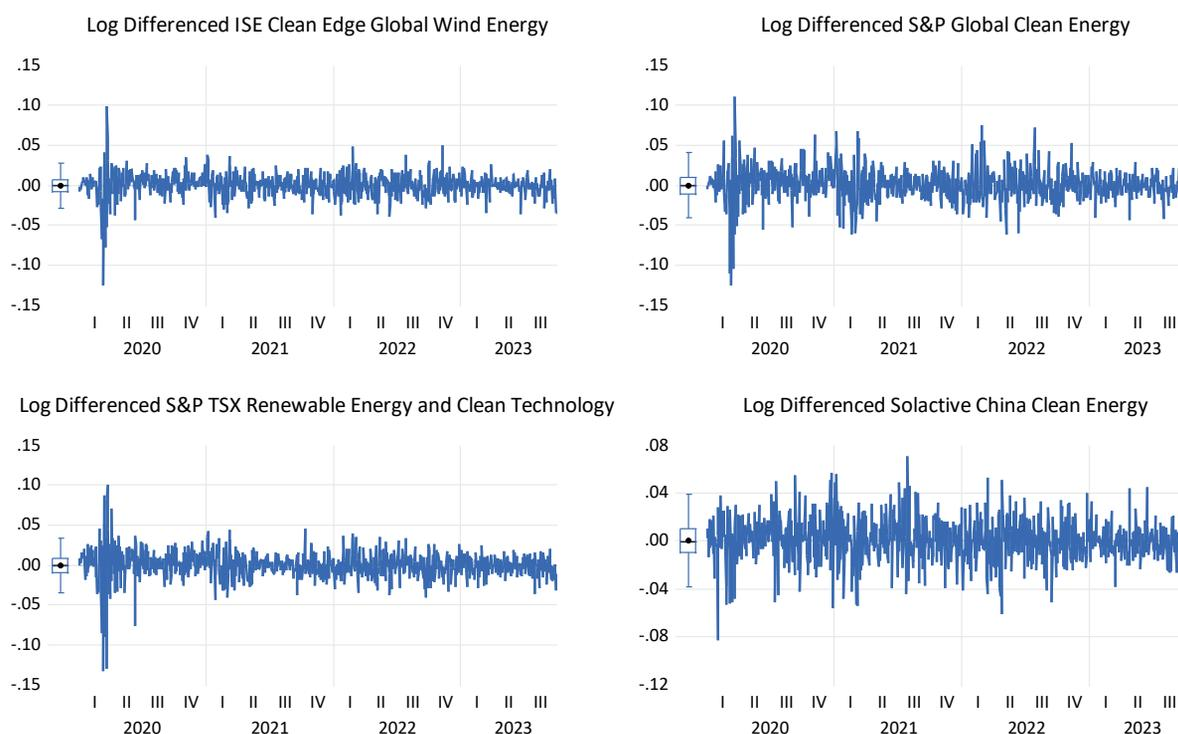 Log Differenced ISE Clean Edge Global Wind Energy
.15
.10
.05
.00
-.05
-.10
-.15
I II III IV I II III IV I II III IV I II III
2020 2021 2022 2023
Log Differenced S&P Global Clean Energy
.15
.10
.05
.00
-.05
-.10
-.15
I II III IV I II III IV I II III IV I II III
2020 2021 2022 2023
Log Differenced S&P TSX Renewable Energy and Clean Technology
.15
.10
.05
.00
-.05
-.10
-.15
I II III IV I II III IV I II III IV I II III
2020 2021 2022 2023
Log Differenced Solactive China Clean Energy
.08
.04
.00
-.04
-.08
-.12
I II III IV I II III IV I II III IV I II III
2020 2021 2022 2023